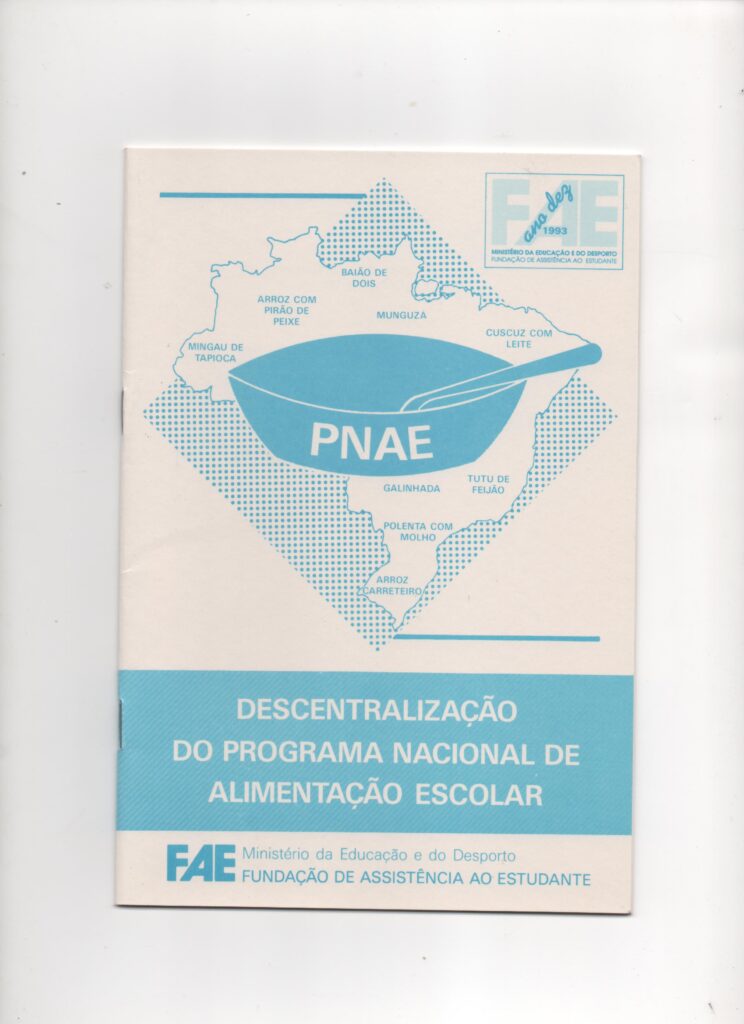 FAE
ano dez
1993
MINISTÉRIO DA EDUCAÇÃO E DO DESPORTO
FUNDAÇÃO DE ASSISTÊNCIA AO ESTUDANTE
BAIÃO DE
DOIS
ARROZ COM
PIRÃO DE
PEIXE
MUNGUZÁ
CUSCUZ COM
LEITE
MINGAU DE
TAPIOCA
PNAE
GALINHADA
TUTU DE
FEIJÃO
POLENTA COM
MOLHO
ARROZ
CARRETEIRO
DESCENTRALIZAÇÃO
DO PROGRAMA NACIONAL DE
ALIMENTAÇÃO ESCOLAR
FAE Ministério da Educação e do Desporto
FUNDAÇÃO DE ASSISTÊNCIA AO ESTUDANTE